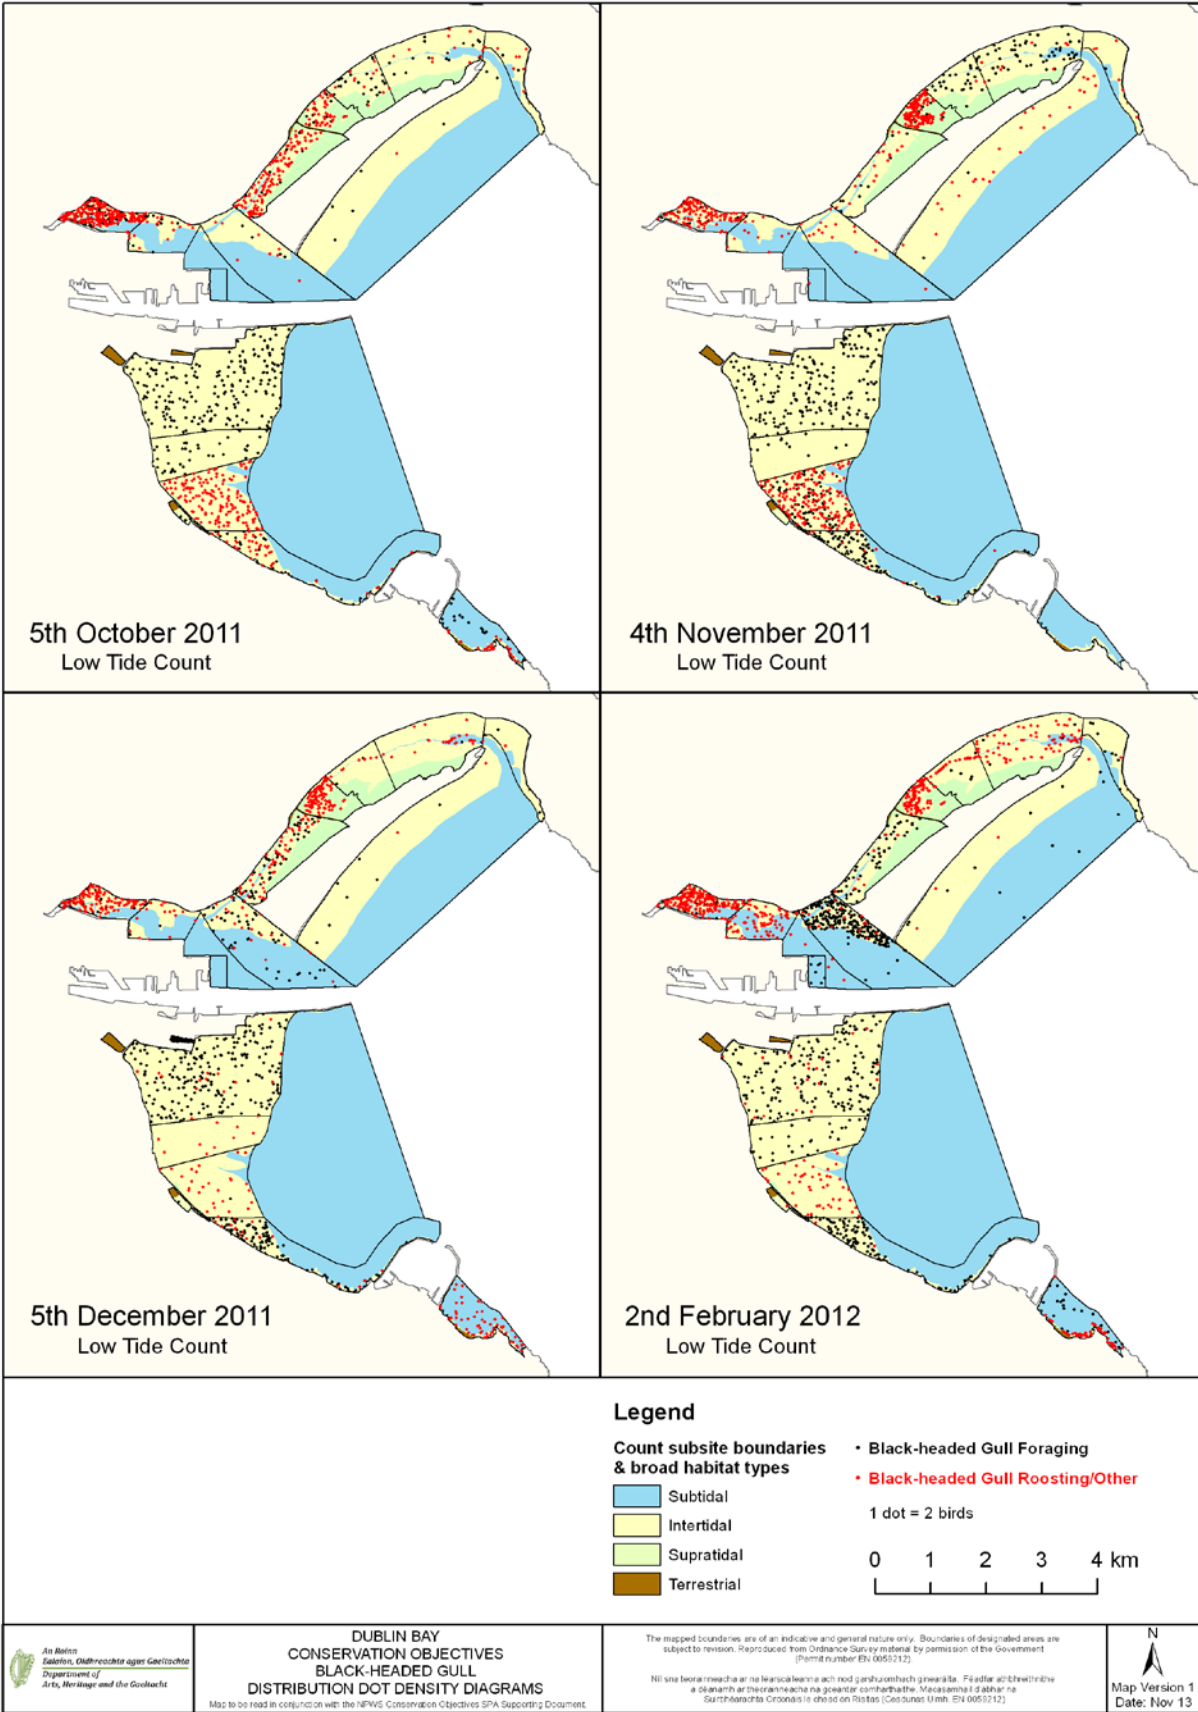 5th October 2011
Low Tide Count
4th November 2011
Low Tide Count
5th December 2011
Low Tide Count
2nd February 2012
Low Tide Count
Legend
Count subsite boundaries
& broad habitat types
Subtidal
Intertidal
Supratidal
Terrestrial
Black-headed Gull Foraging
Black-headed Gull Roosting/Other
1 dot = 2 birds
0 1 2 3 4 km
An Roinn
Ealaíon, Oidhreachta agus Gaeltachta
Department of
Arts, Heritage and the Gaeltacht
DUBLIN BAY
CONSERVATION OBJECTIVES
BLACK-HEADED GULL
DISTRIBUTION DOT DENSITY DIAGRAMS
Map to be read in conjunction with the NPWS Conservation Objectives SPA Supporting Document.
The mapped boundaries are of an indicative and general nature only. Boundaries of designated areas are
subject to revision. Reproduced from Ordnance Survey material by permission of the Government
(Permit number EN 0059212)
N
Map Version 1
Date: Nov 13